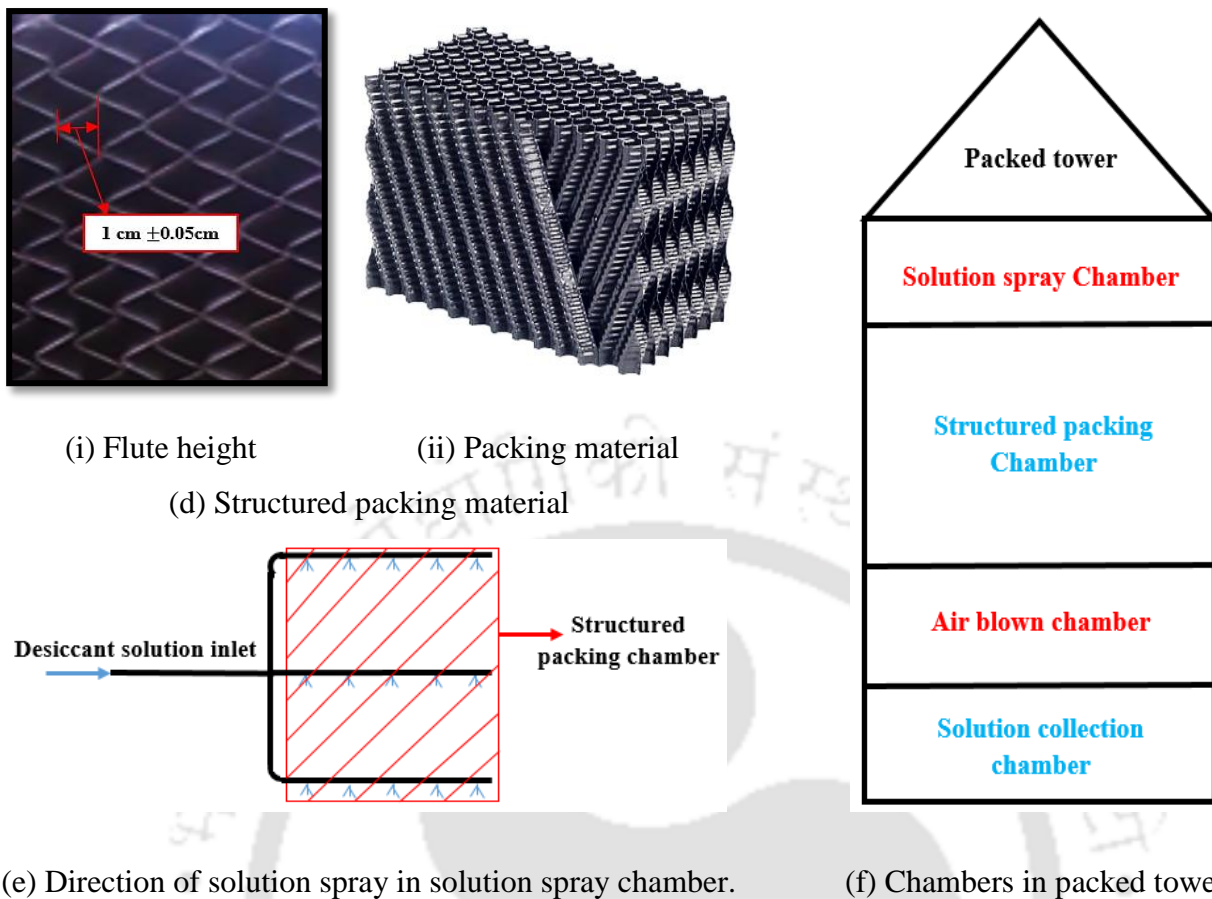 1 cm ±0.05cm
(i) Flute height
(ii) Packing material
(d) Structured packing material
Desiccant solution inlet
Structured
packing chamber
(e) Direction of solution spray in solution spray chamber.
Packed tower
Solution spray Chamber
Structured packing
Chamber
Air blown chamber
Solution collection
chamber
(f) Chambers in packed towe